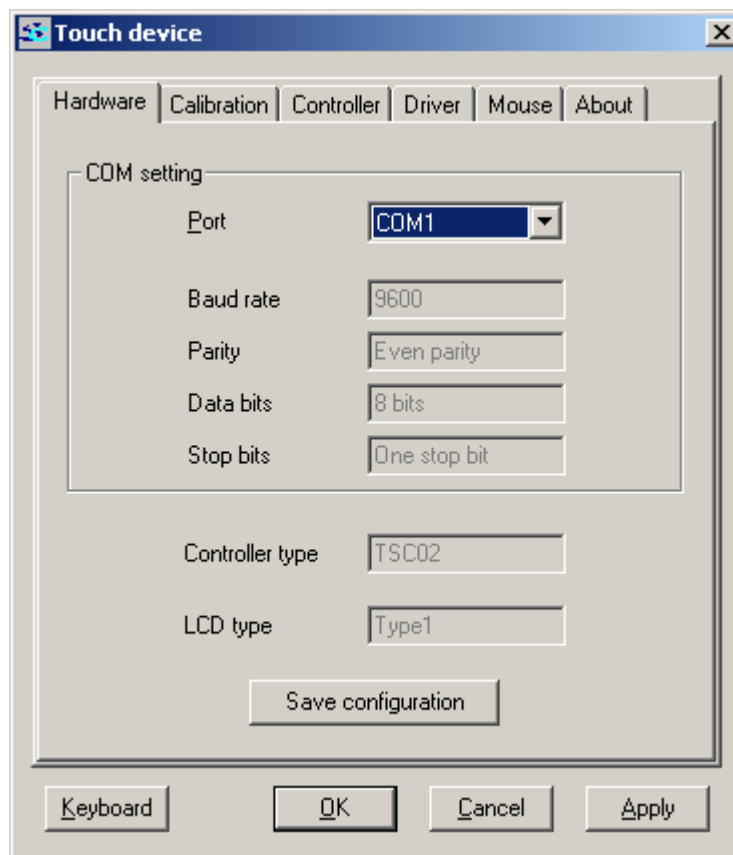 Touch device
Hardware Calibration Controller Driver Mouse About
COM setting
Port COM1
Baud rate 9600
Parity Even parity
Data bits 8 bits
Stop bits One stop bit
Controller type TSC02
LCD type Type1
Save configuration
Keyboard OK Cancel Apply